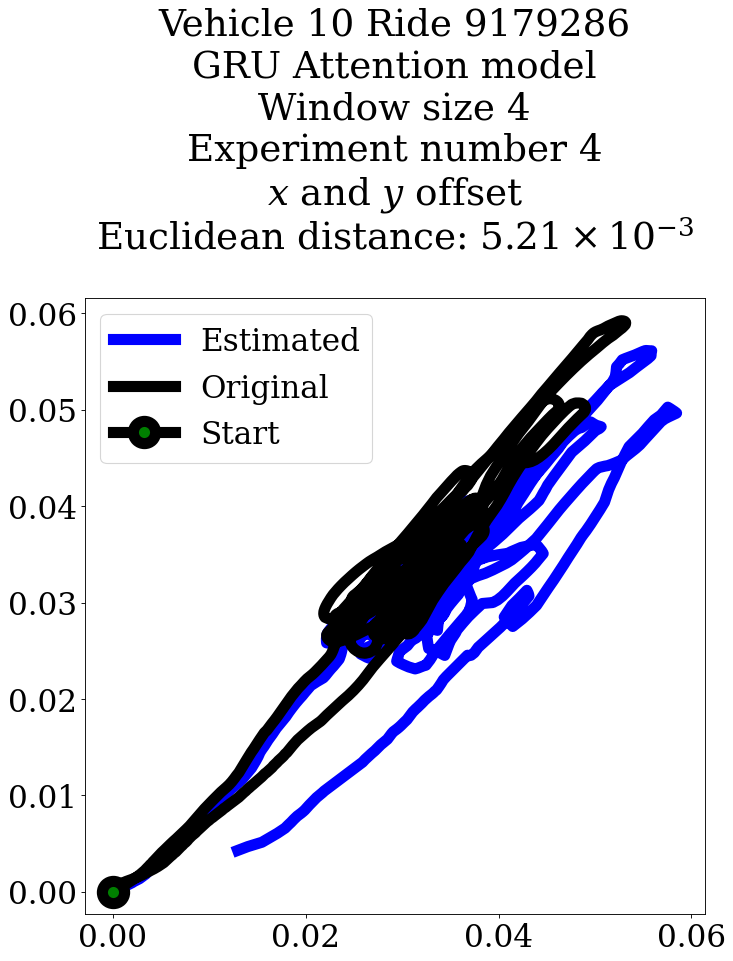 Vehicle 10 Ride 9179286
GRU Attention model
Window size 4
Experiment number 4
x and y offset
Euclidean distance: 5.21 × 10⁻³
Estimated
Original
Start
0.06
0.05
0.04
0.03
0.02
0.01
0.00
0.00 0.02 0.04 0.06